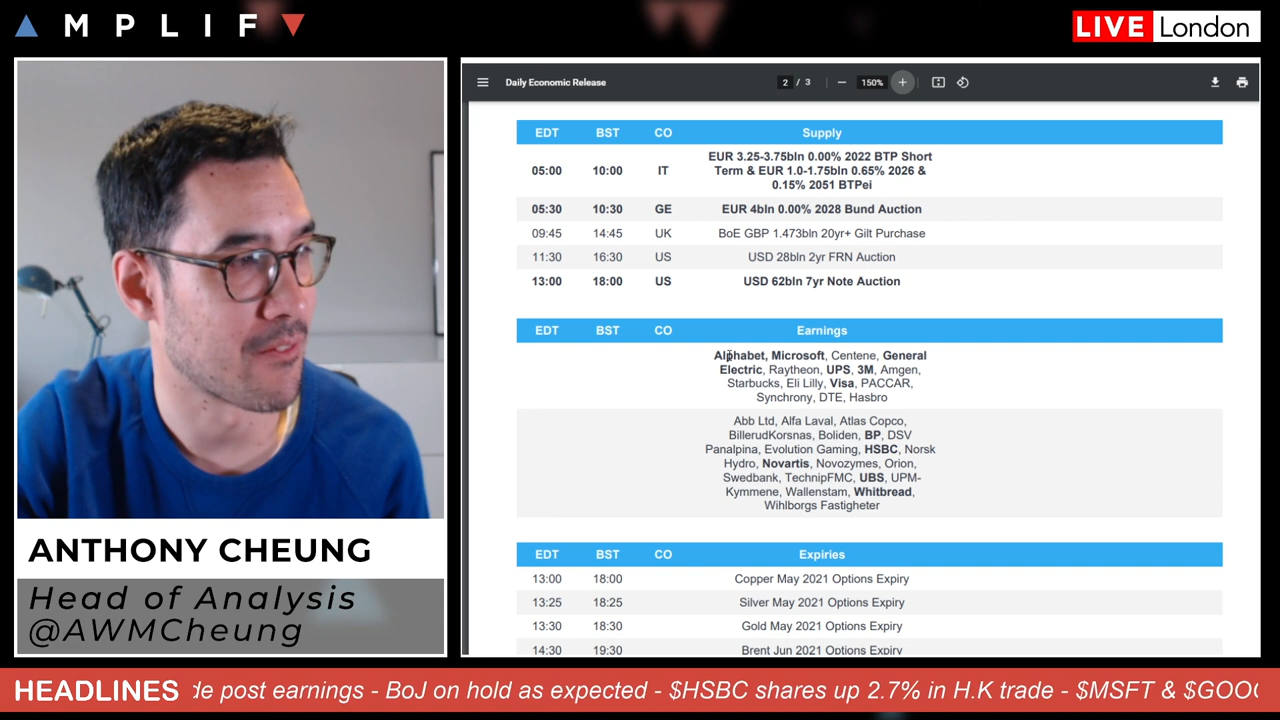 AMPLIFY
LIVE London
Daily Economic Release
2 / 3
150%
EDT BST CO Supply
05:00 10:00 IT EUR 3.25-3.75bln 0.00% 2022 BTP Short
Term & EUR 1.0-1.75bln 0.65% 2026 &
0.15% 2051 BTPei
05:30 10:30 GE EUR 4bln 0.00% 2028 Bund Auction
09:45 14:45 UK BoE GBP 1.473bln 20yr+ Gilt Purchase
11:30 16:30 US USD 28bln 2yr FRN Auction
13:00 18:00 US USD 62bln 7yr Note Auction
EDT BST CO Earnings
Alphabet, Microsoft, Centene, General
Electric, Raytheon, UPS, 3M, Amgen,
Starbucks, Eli Lilly, Visa, PACCAR,
Synchrony, DTE, Hasbro
Abb Ltd, Alfa Laval, Atlas Copco,
BillerudKorsnas, Boliden, BP, DSV
Panalpina, Evolution Gaming, HSBC, Norsk
Hydro, Novartis, Novozymes, Orion,
Swedbank, TechnipFMC, UBS, UPM-
Kymmene, Wallenstam, Whitbread,
Wihlborgs Fastigheter
EDT BST CO Expiries
13:00 18:00 Copper May 2021 Options Expiry
13:25 18:25 Silver May 2021 Options Expiry
13:30 18:30 Gold May 2021 Options Expiry
14:30 19:30 Brent Jun 2021 Options Expiry
ANTHONY CHEUNG
Head of Analysis
@AWMCheung
HEADLINES post earnings - BoJ on hold as expected - $HSBC shares up 2.7% in H.K trade - $MSFT &